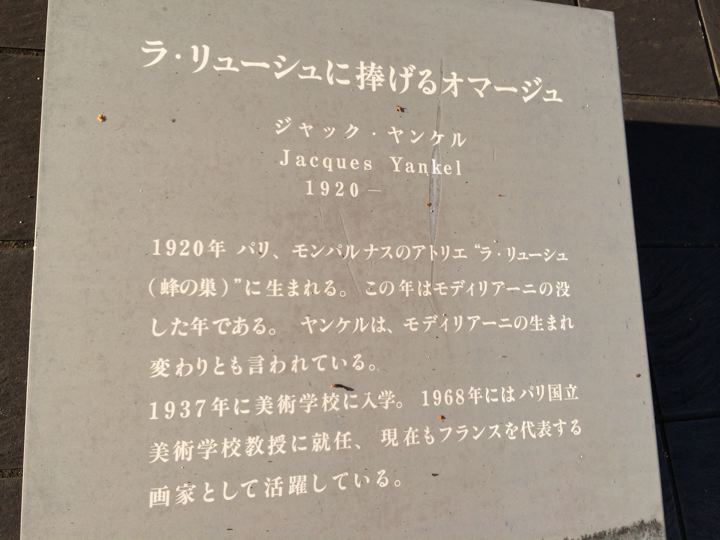 ラ・リューシュに捧げるオマージュ
ジャック・ヤンケル
Jacques Yankel
1920－
1920年 パリ、モンパルナスのアトリエ“ラ・リューシュ
（蜂の巣）”に生まれる。この年はモディリアーニの没
した年である。 ヤンケルは、モディリアーニの生まれ
変わりとも言われている。
1937年に美術学校に入学。 1968年にはパリ国立
美術学校教授に就任、 現在もフランスを代表する
画家として活躍している。